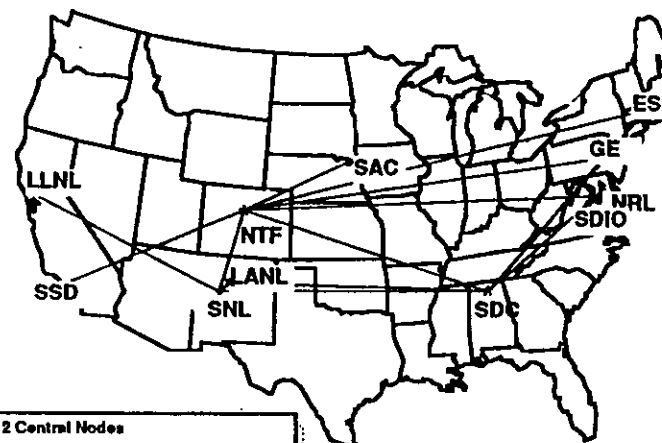 ES
GE
SAC
LLNL
NRL
SDIO
NTF
LANL
SSD
SNL
SDC
2 Central Nodes